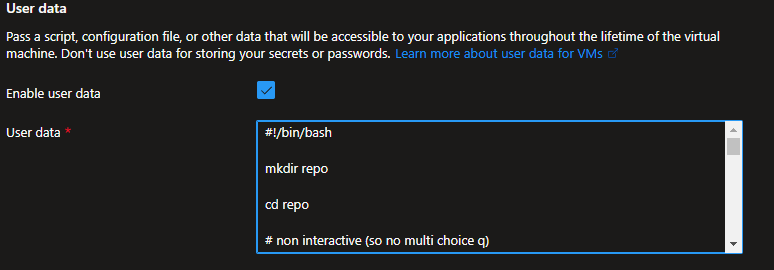 User data
Pass a script, configuration file, or other data that will be accessible to your applications throughout the lifetime of the virtual
machine. Don't use user data for storing your secrets or passwords. Learn more about user data for VMs
Enable user data
User data *
#!/bin/bash
mkdir repo
cd repo
# non interactive (so no multi choice q)